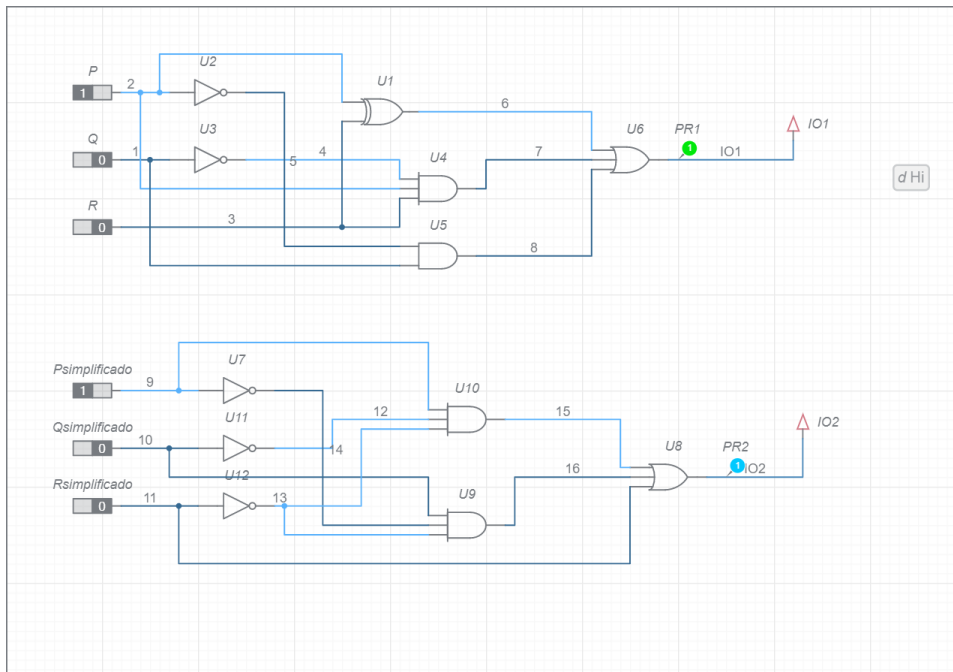 P
2
U2
U1
1
6
U6
PR1
IO1
Q
1
U3
4
5
U4
7
1
IO1
0
d Hi
R
3
U5
0
8
Psimplificado
9
U7
U10
1
12
15
IO2
Qsimplificado
10
U11
14
U8
PR2
0
16
1
IO2
Rsimplificado
11
U12
13
U9
0